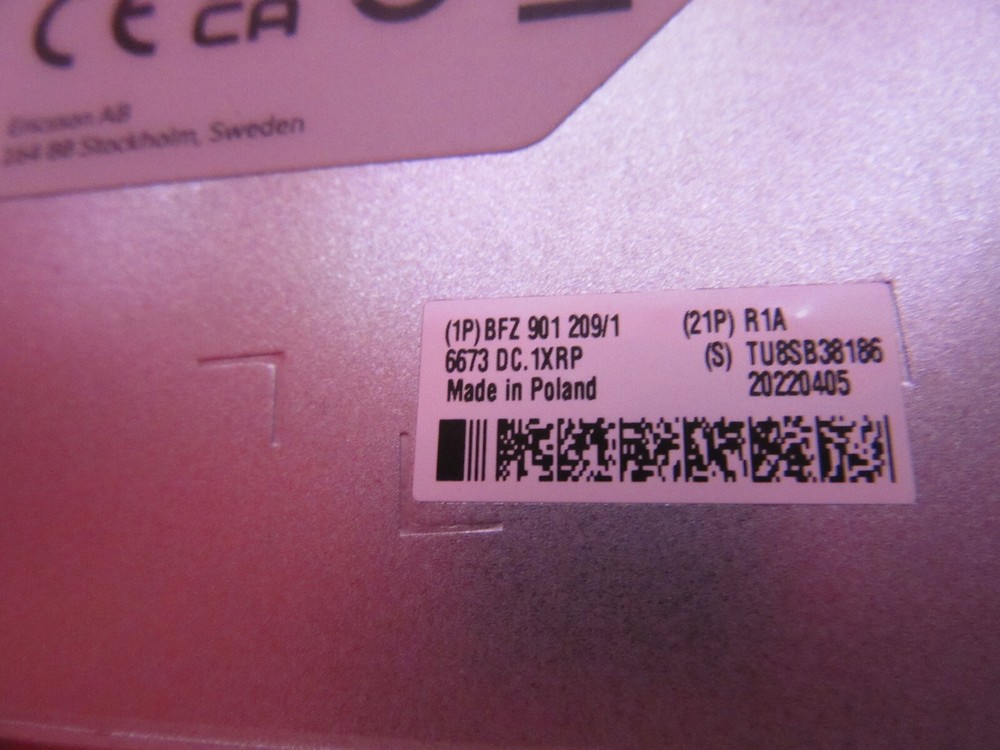 CE UK CA
Ericsson AB
164 80 Stockholm, Sweden
(1P) BFZ 901 209/1 (21P) R1A
6673 DC.1XRP (S) TU8SB38186
Made in Poland 20220405